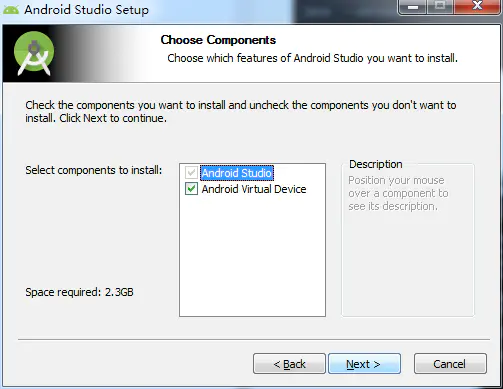 Android Studio Setup
Choose Components
Choose which features of Android Studio you want to install.
Check the components you want to install and uncheck the components you don't want to
install. Click Next to continue.
Select components to install:
Android Studio
Android Virtual Device
Description
Position your mouse
over a component to
see its description.
Space required: 2.3GB
< Back
Next >
Cancel